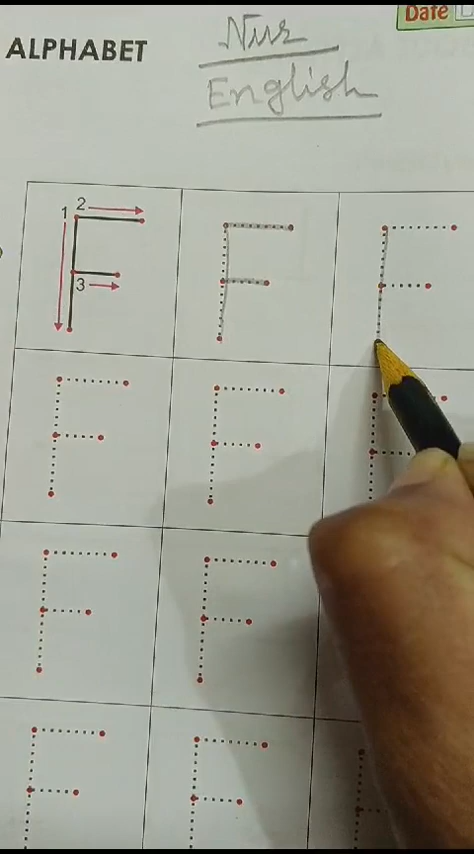 Date
ALPHABET
Nur
English
1 2
3
F F F
F F F
F F
F F